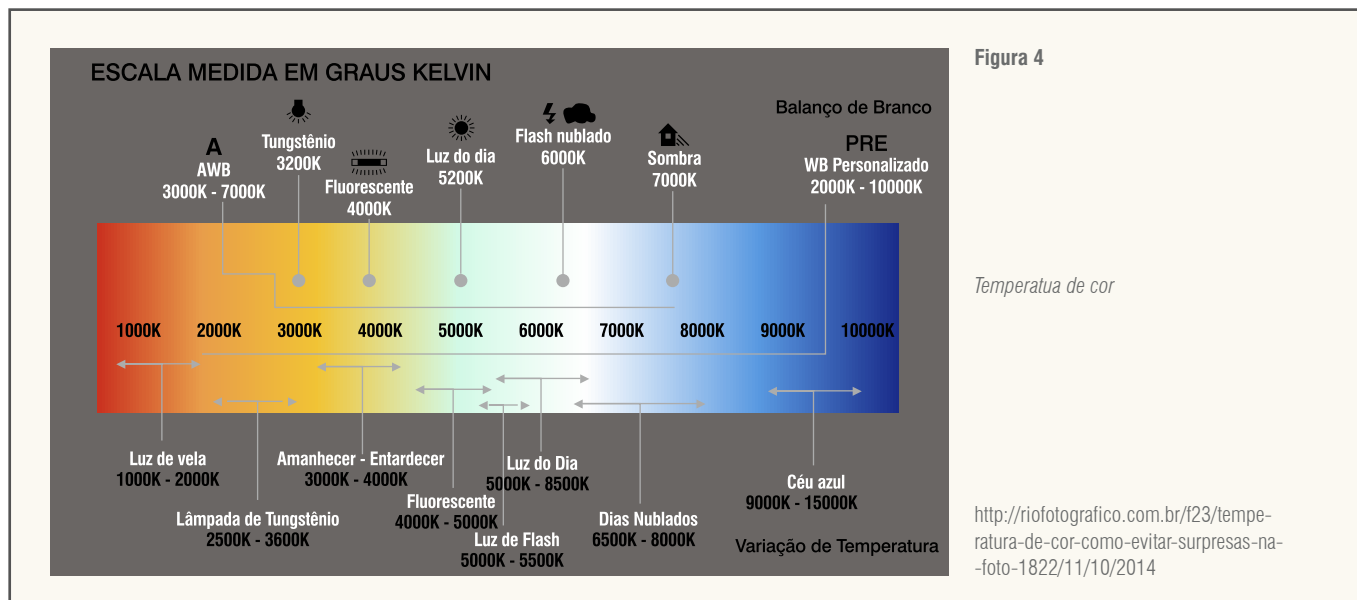 Figura 4
ESCALA MEDIDA EM GRAUS KELVIN
Balanço de Branco
A
AWB
3000K - 7000K
Tungstênio
3200K
Fluorescente
4000K
Luz do dia
5200K
Flash nublado
6000K
Sombra
7000K
PRE
WB Personalizado
2000K - 10000K
Temperatua de cor
1000K 2000K 3000K 4000K 5000K 6000K 7000K 8000K 9000K 10000K
Luz de vela
1000K - 2000K
Lâmpada de Tungstênio
2500K - 3600K
Amanhecer - Entardecer
3000K - 4000K
Fluorescente
4000K - 5000K
Luz do Dia
5000K - 8500K
Luz de Flash
5000K - 5500K
Dias Nublados
6500K - 8000K
Céu azul
9000K - 15000K
Variação de Temperatura
http://riofotografico.com.br/f23/tempe-
ratura-de-cor-como-evitar-surpresas-na-
-foto-1822/11/10/2014